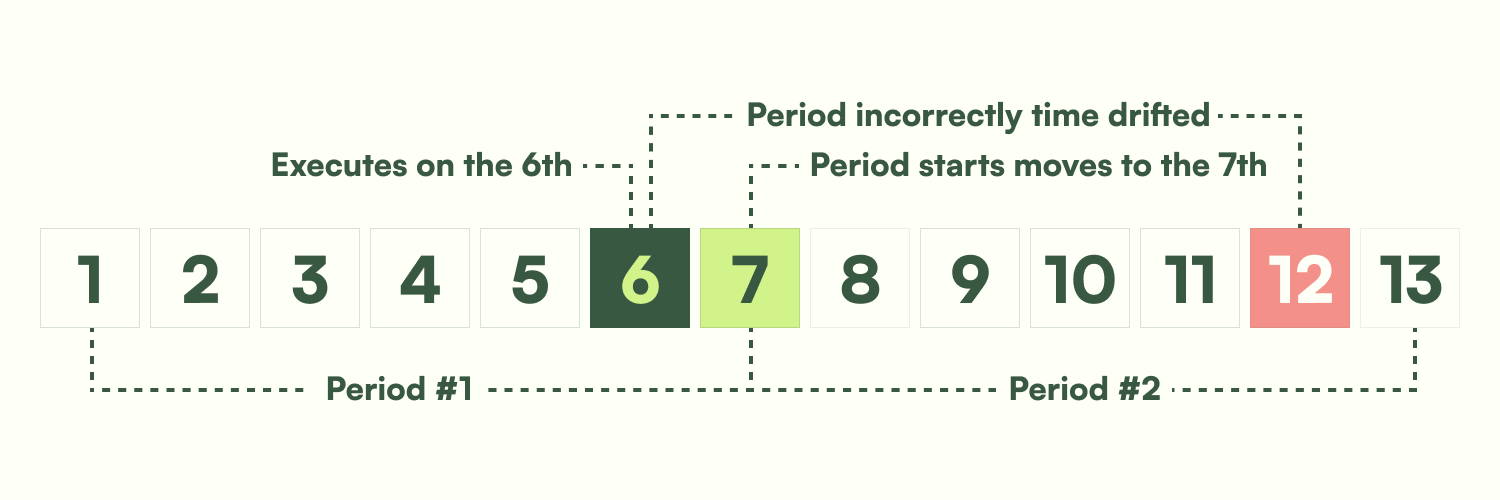 Period incorrectly time drifted
Executes on the 6th
Period starts moves to the 7th
1 2 3 4 5 6 7 8 9 10 11 12 13
Period #1
Period #2